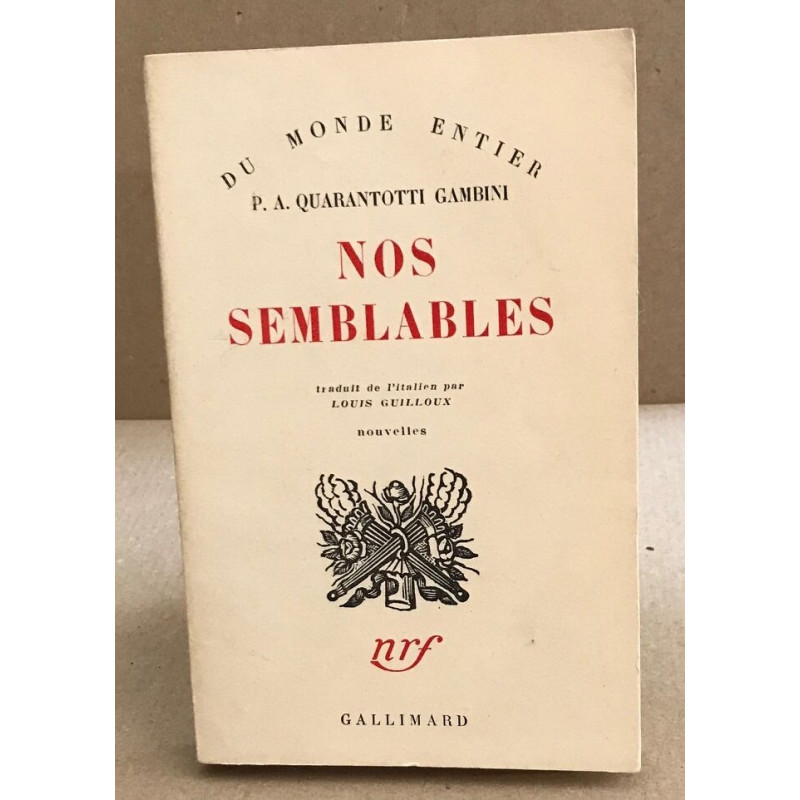 DU MONDE ENTIER
P. A. QUARANTOTTI GAMBINI
NOS
SEMBLABLES
traduit de l'italien par
LOUIS GUILLOUX
nouvelles
nrf
GALLIMARD